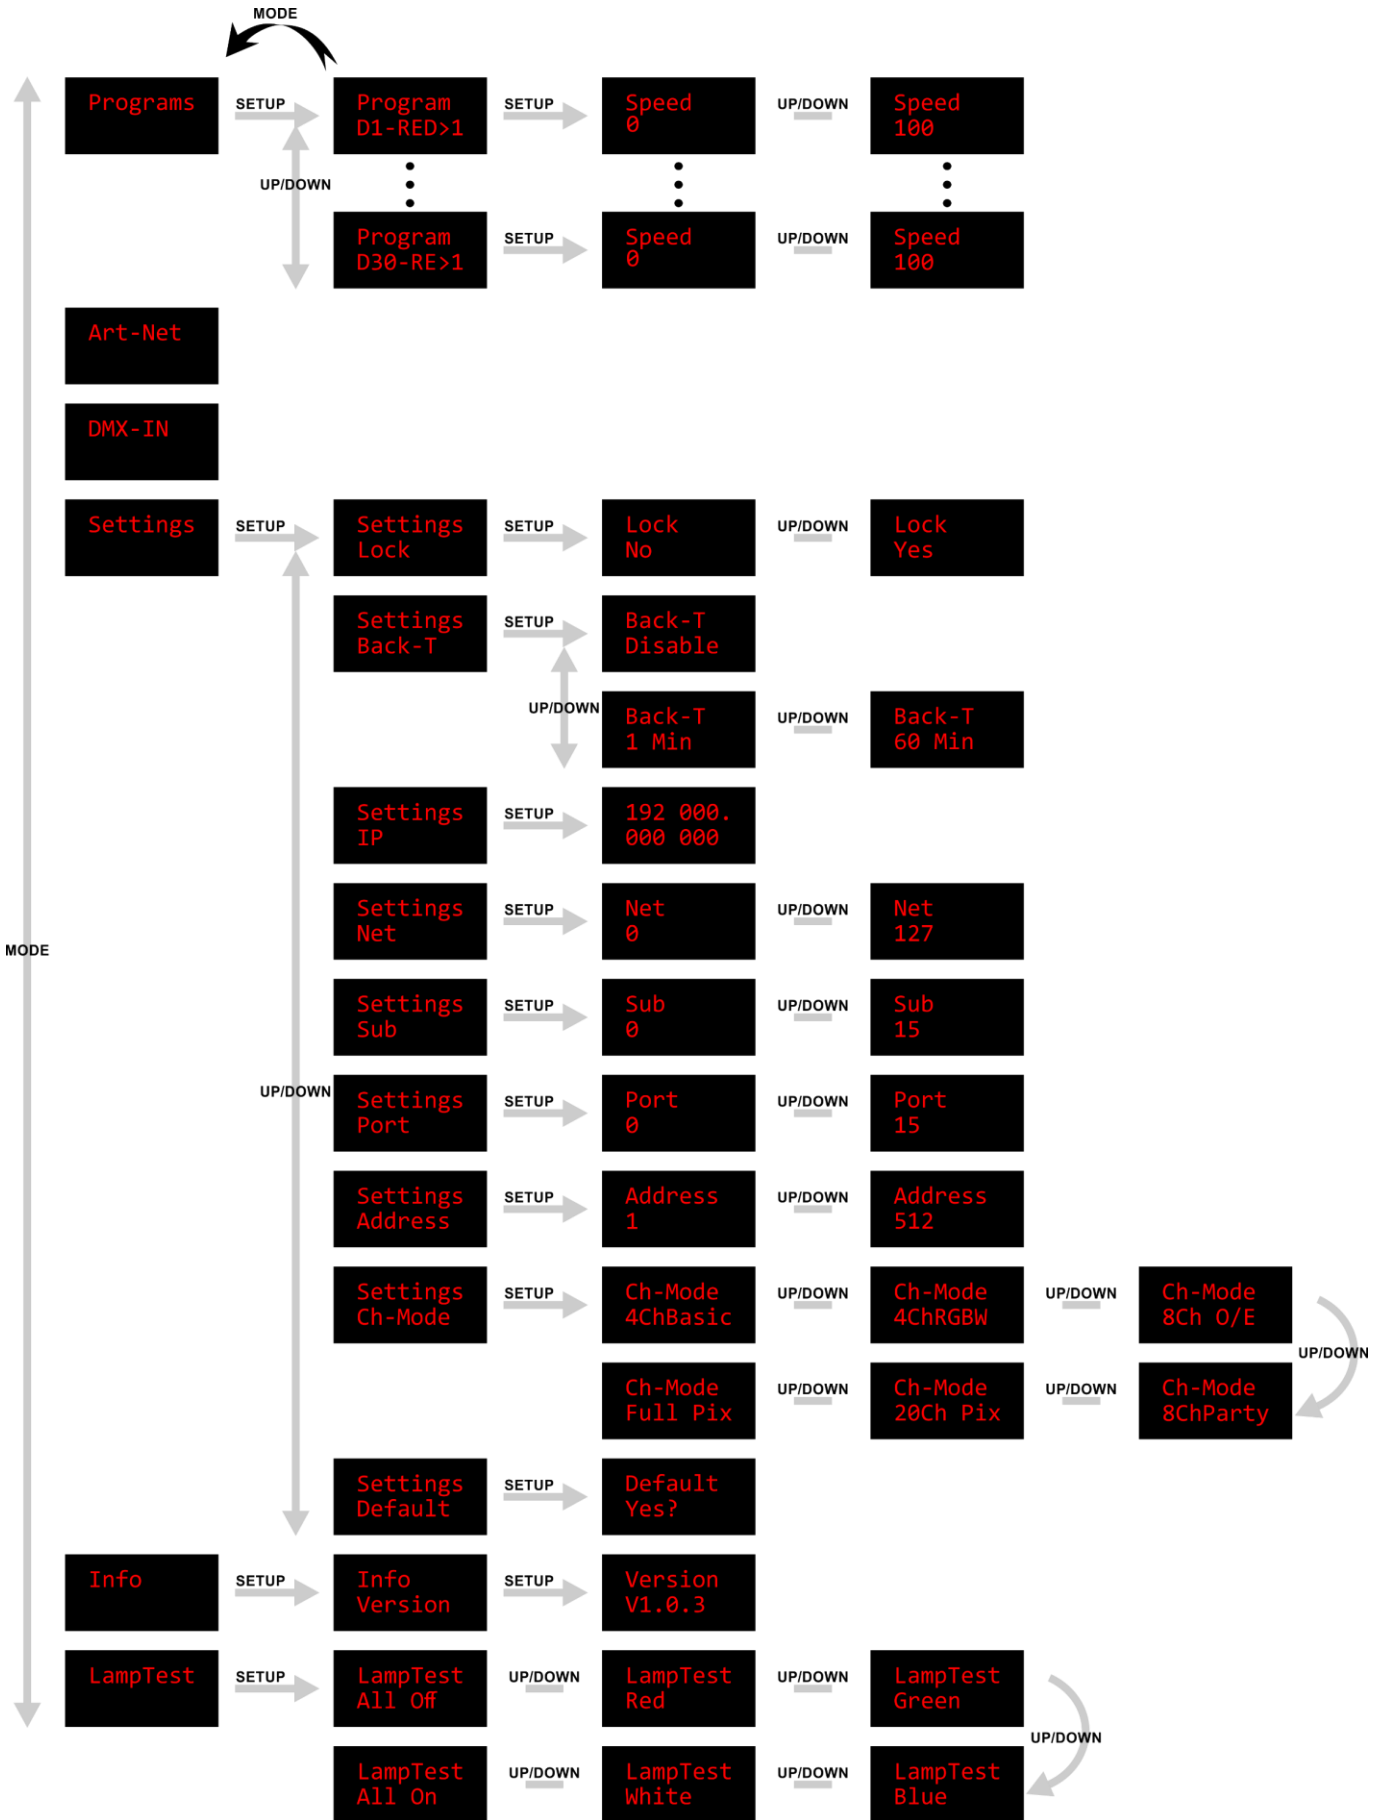 MODE
Programs
SETUP
Program
D1-RED>1
SETUP
Speed
0
UP/DOWN
Speed
100
UP/DOWN
Program
D30-RE>1
SETUP
Speed
0
UP/DOWN
Speed
100
Art-Net
DMX-IN
Settings
SETUP
Settings
Lock
SETUP
Lock
No
UP/DOWN
Lock
Yes
Settings
Back-T
SETUP
Back-T
Disable
UP/DOWN
Back-T
1 Min
UP/DOWN
Back-T
60 Min
Settings
IP
SETUP
192 000.
000 000
Settings
Net
SETUP
Net
0
UP/DOWN
Net
127
MODE
Settings
Sub
SETUP
Sub
0
UP/DOWN
Sub
15
UP/DOWN
Settings
Port
SETUP
Port
0
UP/DOWN
Port
15
Settings
Address
SETUP
Address
1
UP/DOWN
Address
512
Settings
Ch-Mode
SETUP
Ch-Mode
4ChBasic
UP/DOWN
Ch-Mode
4ChRGBW
UP/DOWN
Ch-Mode
8Ch O/E
UP/DOWN
Ch-Mode
Full Pix
UP/DOWN
Ch-Mode
20Ch Pix
UP/DOWN
Ch-Mode
8ChParty
Settings
Default
SETUP
Default
Yes?
Info
SETUP
Info
Version
SETUP
Version
V1.0.3
LampTest
SETUP
LampTest
All Off
UP/DOWN
LampTest
Red
UP/DOWN
LampTest
Green
UP/DOWN
LampTest
All On
UP/DOWN
LampTest
White
UP/DOWN
LampTest
Blue